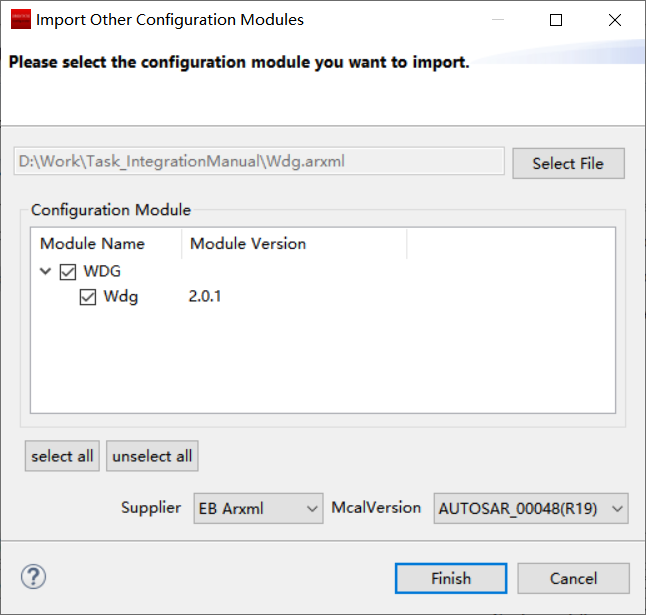 Import Other Configuration Modules
Please select the configuration module you want to import.
D:\Work\Task_IntegrationManual\Wdg.arxml
Select File
Configuration Module
Module Name Module Version
WDG
Wdg 2.0.1
select all unselect all
Supplier EB Arxml McalVersion AUTOSAR_00048(R19)
? Finish Cancel